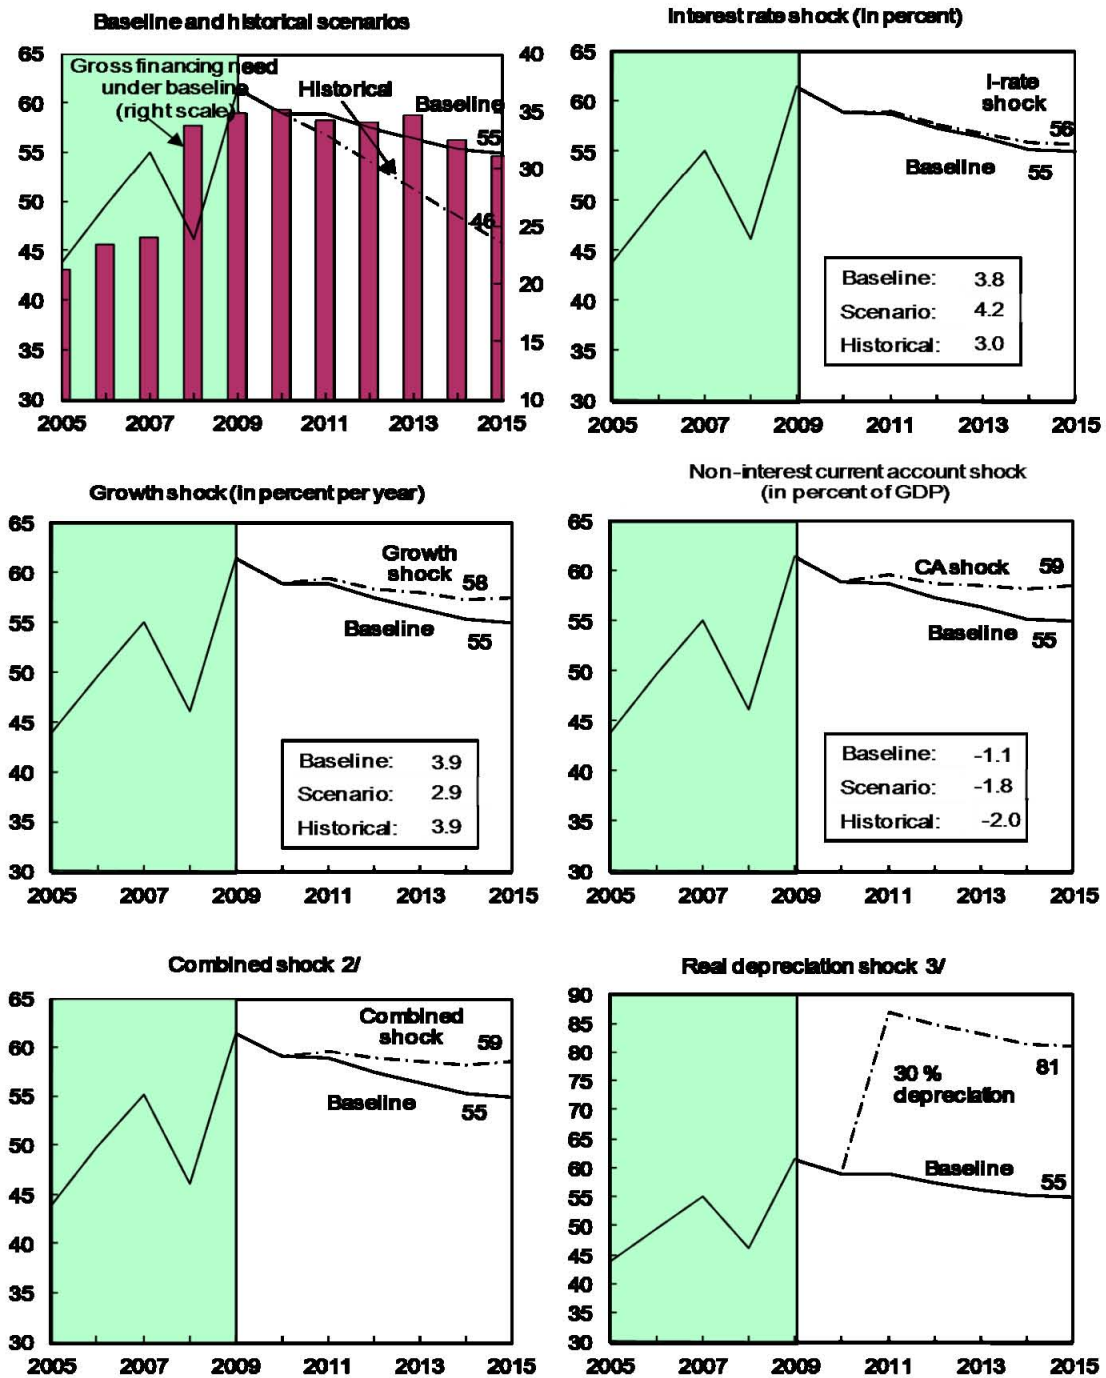 Baseline and historical scenarios
65
60
55
50
45
40
35
30
40
35
30
25
20
15
10
Gross financing need
under baseline
(right scale)
Historical
Baseline
55
46
2005 2007 2009 2011 2013 2015
Interest rate shock (in percent)
65
60
55
50
45
40
35
30
I-rate
shock
56
Baseline
55
Baseline: 3.8
Scenario: 4.2
Historical: 3.0
2005 2007 2009 2011 2013 2015
Growth shock (in percent per year)
65
60
55
50
45
40
35
30
Growth
shock 58
Baseline
55
Baseline: 3.9
Scenario: 2.9
Historical: 3.9
2005 2007 2009 2011 2013 2015
Non-interest current account shock
(in percent of GDP)
65
60
55
50
45
40
35
30
CA shock 59
Baseline 55
Baseline: -1.1
Scenario: -1.8
Historical: -2.0
2005 2007 2009 2011 2013 2015
Combined shock 2/
65
60
55
50
45
40
35
30
Combined
shock 59
Baseline
55
2005 2007 2009 2011 2013 2015
Real depreciation shock 3/
90
85
80
75
70
65
60
55
50
45
40
35
30
81
30 %
depreciation
Baseline
55
2005 2007 2009 2011 2013 2015